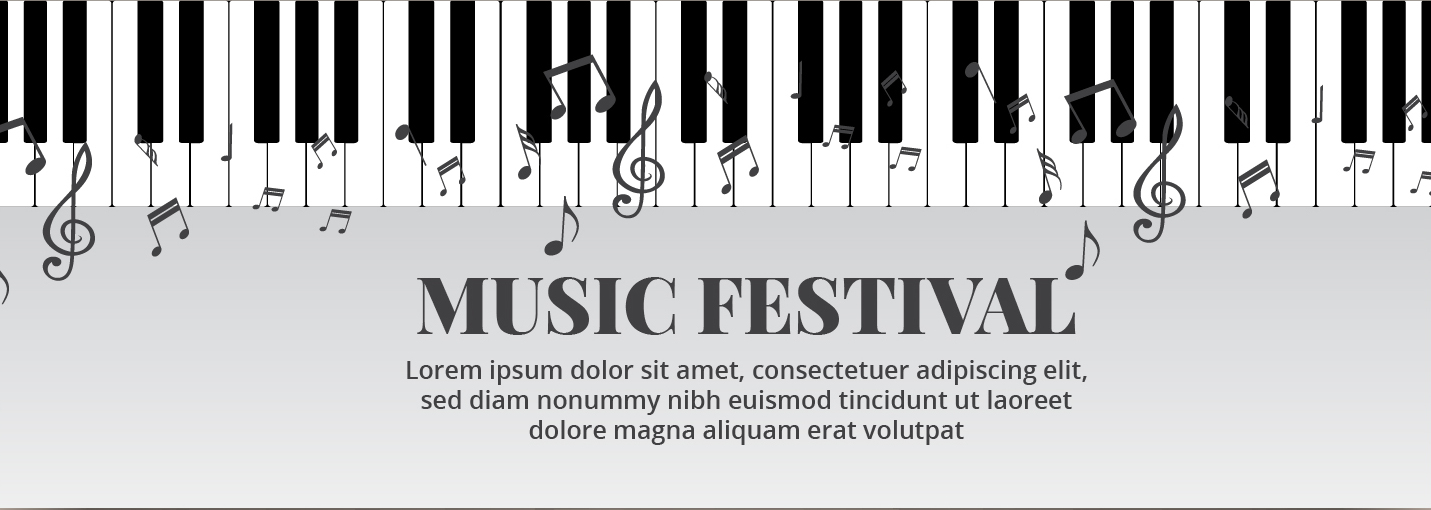 MUSIC FESTIVAL
Lorem ipsum dolor sit amet, consectetuer adipiscing elit,
sed diam nonummy nibh euismod tincidunt ut laoreet
dolore magna aliquam erat volutpat